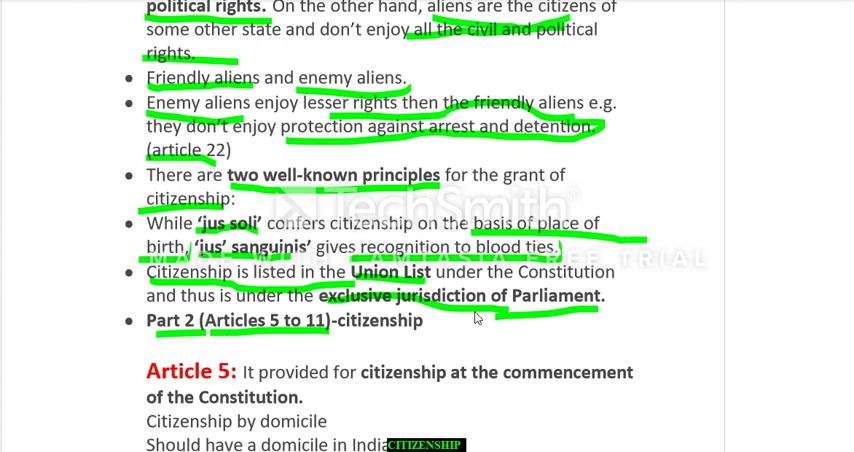 political rights. On the other hand, aliens are the citizens of
some other state and don't enjoy all the civil and political
rights.
• Friendly aliens and enemy aliens.
• Enemy aliens enjoy lesser rights then the friendly aliens e.g.
they don't enjoy protection against arrest and detention.
(article 22)
• There are two well-known principles for the grant of
citizenship:
TechSmith®
• While 'jus soli' confers citizenship on the basis of place of
birth, 'jus' sanguinis' gives recognition to blood ties.
MADE WITH CAMTASIA FREE TRIAL
• Citizenship is listed in the Union List under the Constitution
and thus is under the exclusive jurisdiction of Parliament.
• Part 2 (Articles 5 to 11)-citizenship
Article 5: It provided for citizenship at the commencement
of the Constitution.
Citizenship by domicile
Should have a domicile in India
CITIZENSHIP